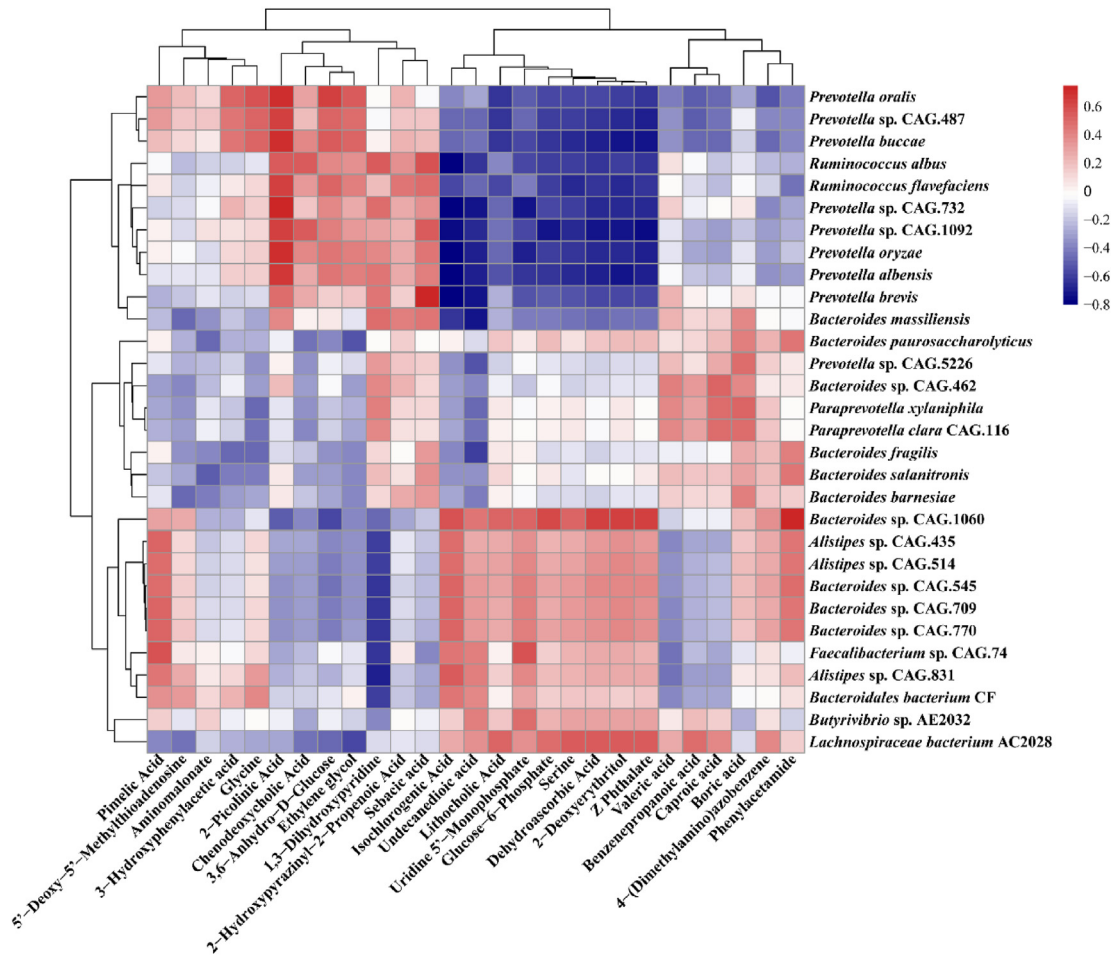 Prevotella oralis
Prevotella sp. CAG.487
Prevotella buccae
Ruminococcus albus
Ruminococcus flavefaciens
Prevotella sp. CAG.732
Prevotella sp. CAG.1092
Prevotella oryzae
Prevotella albensis
Prevotella brevis
Bacteroides massiliensis
Bacteroides paurosaccharolyticus
Prevotella sp. CAG.5226
Bacteroides sp. CAG.462
Paraprevotella xylaniphila
Paraprevotella clara CAG.116
Bacteroides fragilis
Bacteroides salanitronis
Bacteroides barnesiae
Bacteroides sp. CAG.1060
Alistipes sp. CAG.435
Alistipes sp. CAG.514
Bacteroides sp. CAG.545
Bacteroides sp. CAG.709
Bacteroides sp. CAG.770
Faecalibacterium sp. CAG.74
Alistipes sp. CAG.831
Bacteroidales bacterium CF
Butyrivibrio sp. AE2032
Lachnospiraceae bacterium AC2028
0.6
0.4
0.2
0
−0.2
−0.4
−0.6
−0.8
Pimelic Acid
5'−Deoxy−5'−Methylthioadenosine
Aminomalonate
3−Hydroxyphenylacetic acid
Glycine
2−Picolinic Acid
Chenodeoxycholic Acid
3,6−Anhydro−D−Glucose
Ethylene glycol
1,3−Dihydroxypyridine
2−Hydroxypyrazinyl−2−Propenoic Acid
Sebacic acid
Isochlorogenic Acid
Undecanedioic acid
Lithocholic Acid
Uridine 5'−Monophosphate
Glucose−6−Phosphate
Serine
Dehydroascorbic Acid
2−Deoxyerythritol
Z Phthalate
Valeric acid
Benzenepropanoic acid
Caproic acid
Boric acid
4−(Dimethylamino)azobenzene
Phenylacetamide